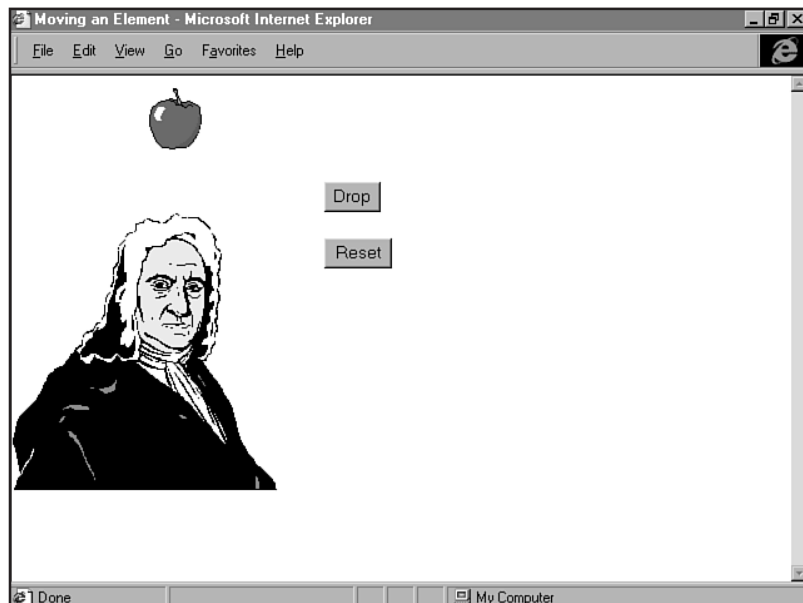 Moving an Element - Microsoft Internet Explorer
File Edit View Go Favorites Help
Drop
Reset
Done
My Computer